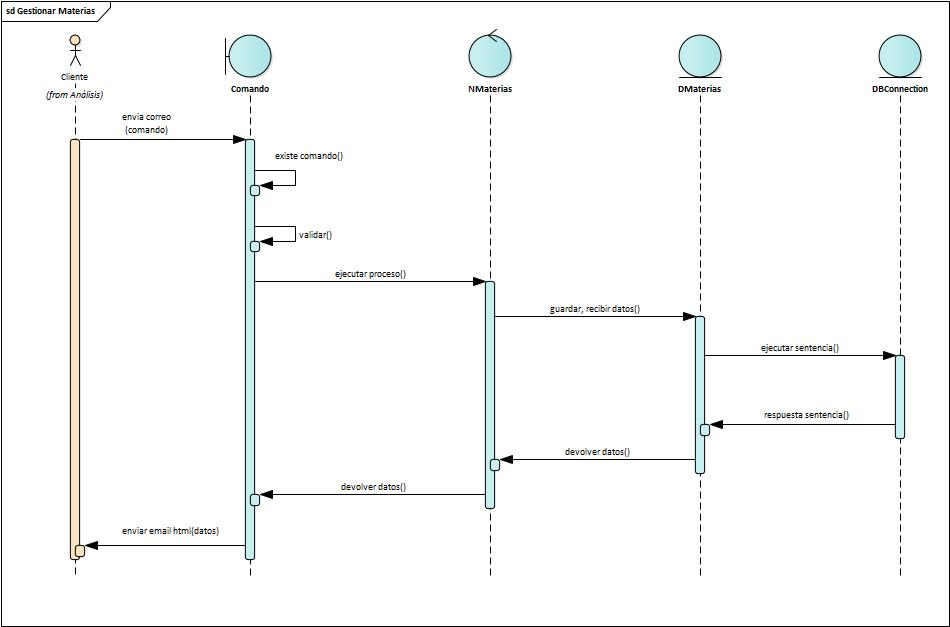 sd Gestionar Materias
Cliente
(from Análisis)
Comando
NMaterias
DMaterias
DBConnection
envia correo
(comando)
existe comando()
validar()
ejecutar proceso()
guardar, recibir datos()
ejecutar sentencia()
respuesta sentencia()
devolver datos()
devolver datos()
enviar email html(datos)